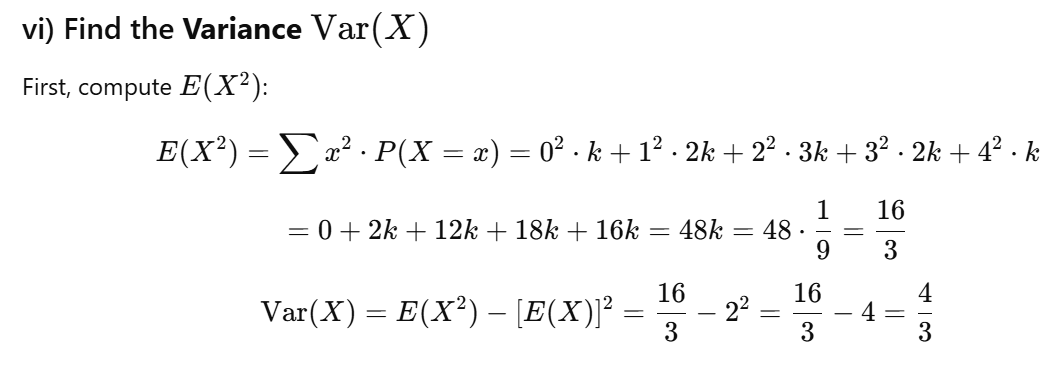 vi) Find the Variance Var(X)
First, compute E(X²):
E(X²) = ∑ x² · P(X = x) = 0² · k + 1² · 2k + 2² · 3k + 3² · 2k + 4² · k
= 0 + 2k + 12k + 18k + 16k = 48k = 48 · 1/9 = 16/3
Var(X) = E(X²) − [E(X)]² = 16/3 − 2² = 16/3 − 4 = 4/3